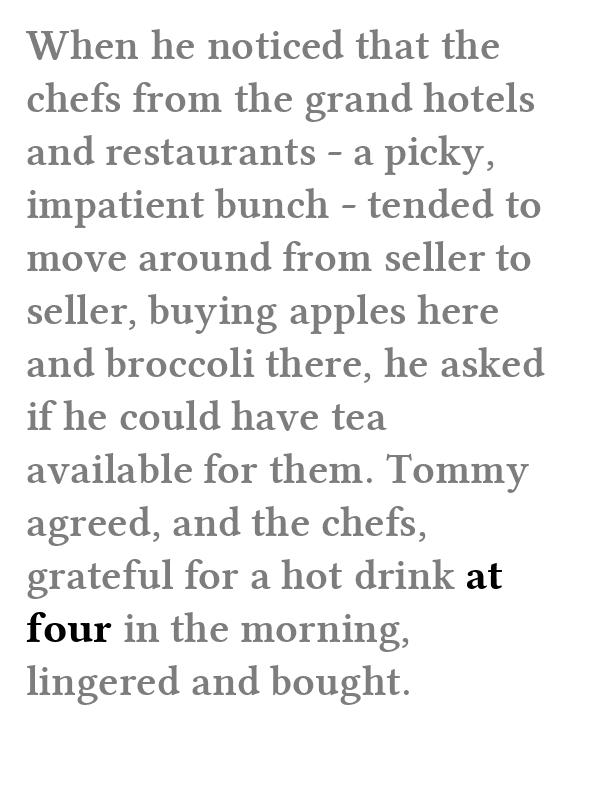 When he noticed that the
chefs from the grand hotels
and restaurants - a picky,
impatient bunch - tended to
move around from seller to
seller, buying apples here
and broccoli there, he asked
if he could have tea
available for them. Tommy
agreed, and the chefs,
grateful for a hot drink at
four in the morning,
lingered and bought.